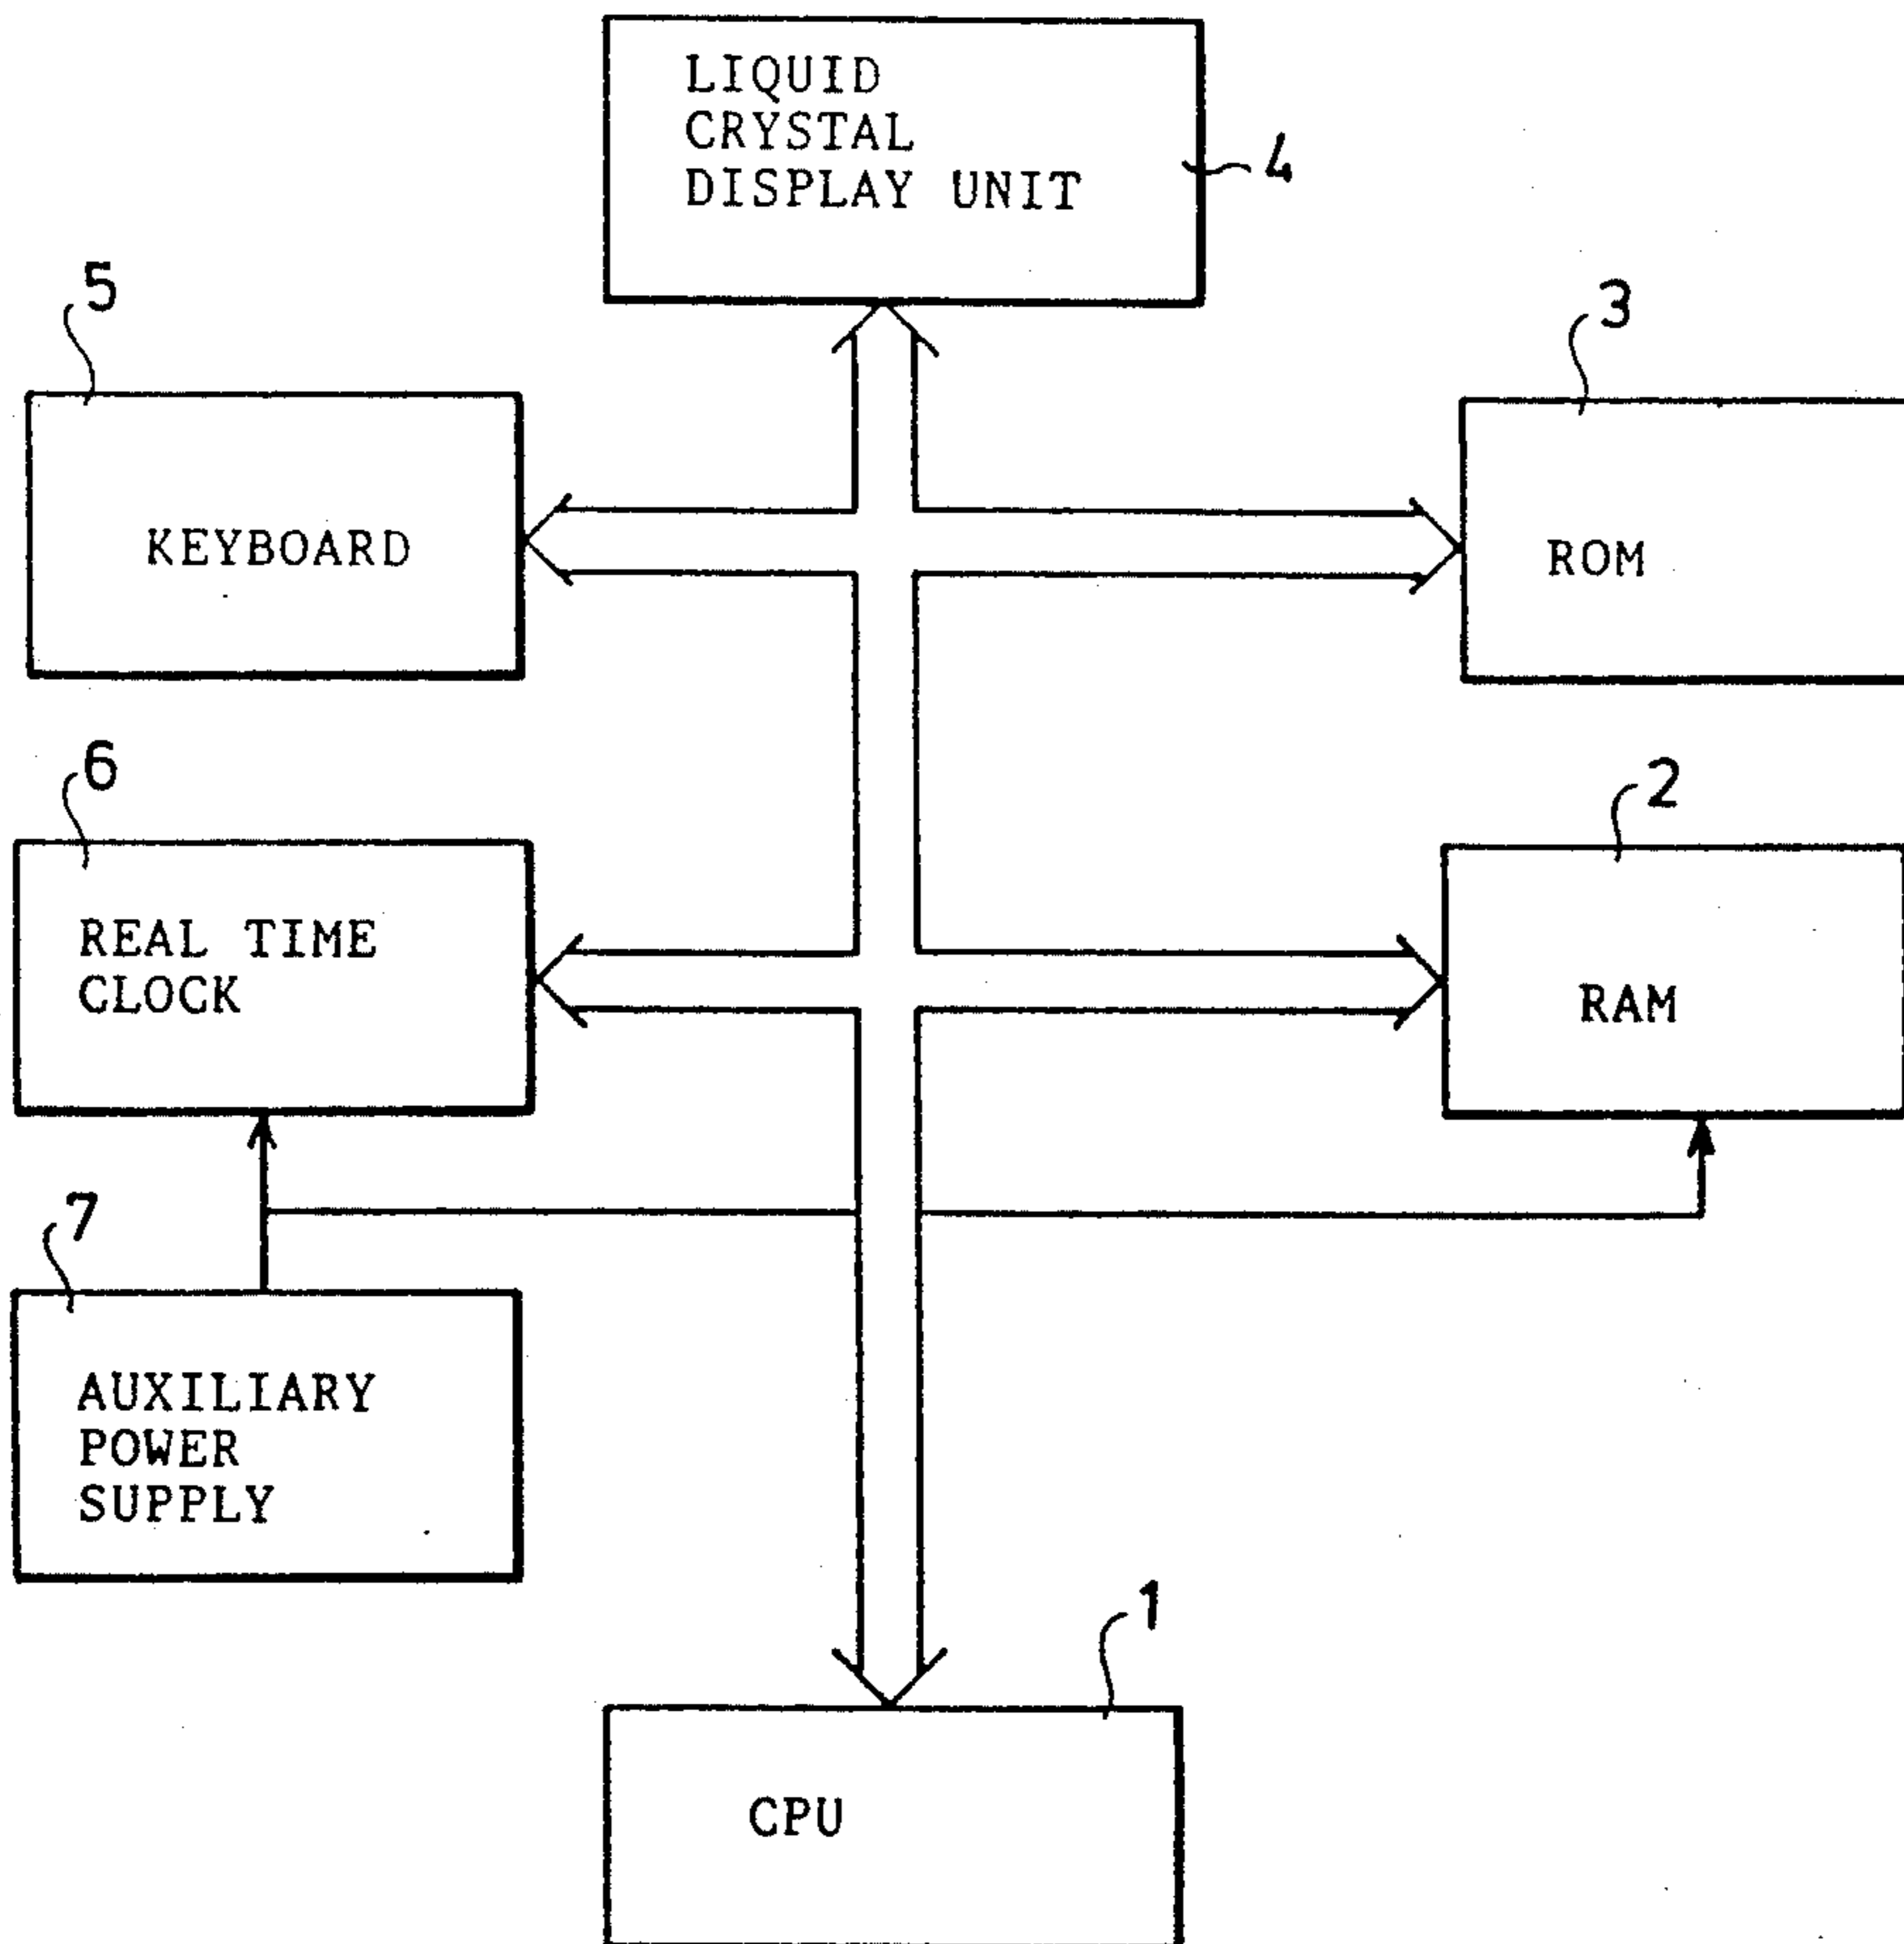 LIQUID
CRYSTAL
DISPLAY UNIT
4
5
KEYBOARD
3
ROM
6
REAL TIME
CLOCK
2
RAM
7
AUXILIARY
POWER
SUPPLY
1
CPU